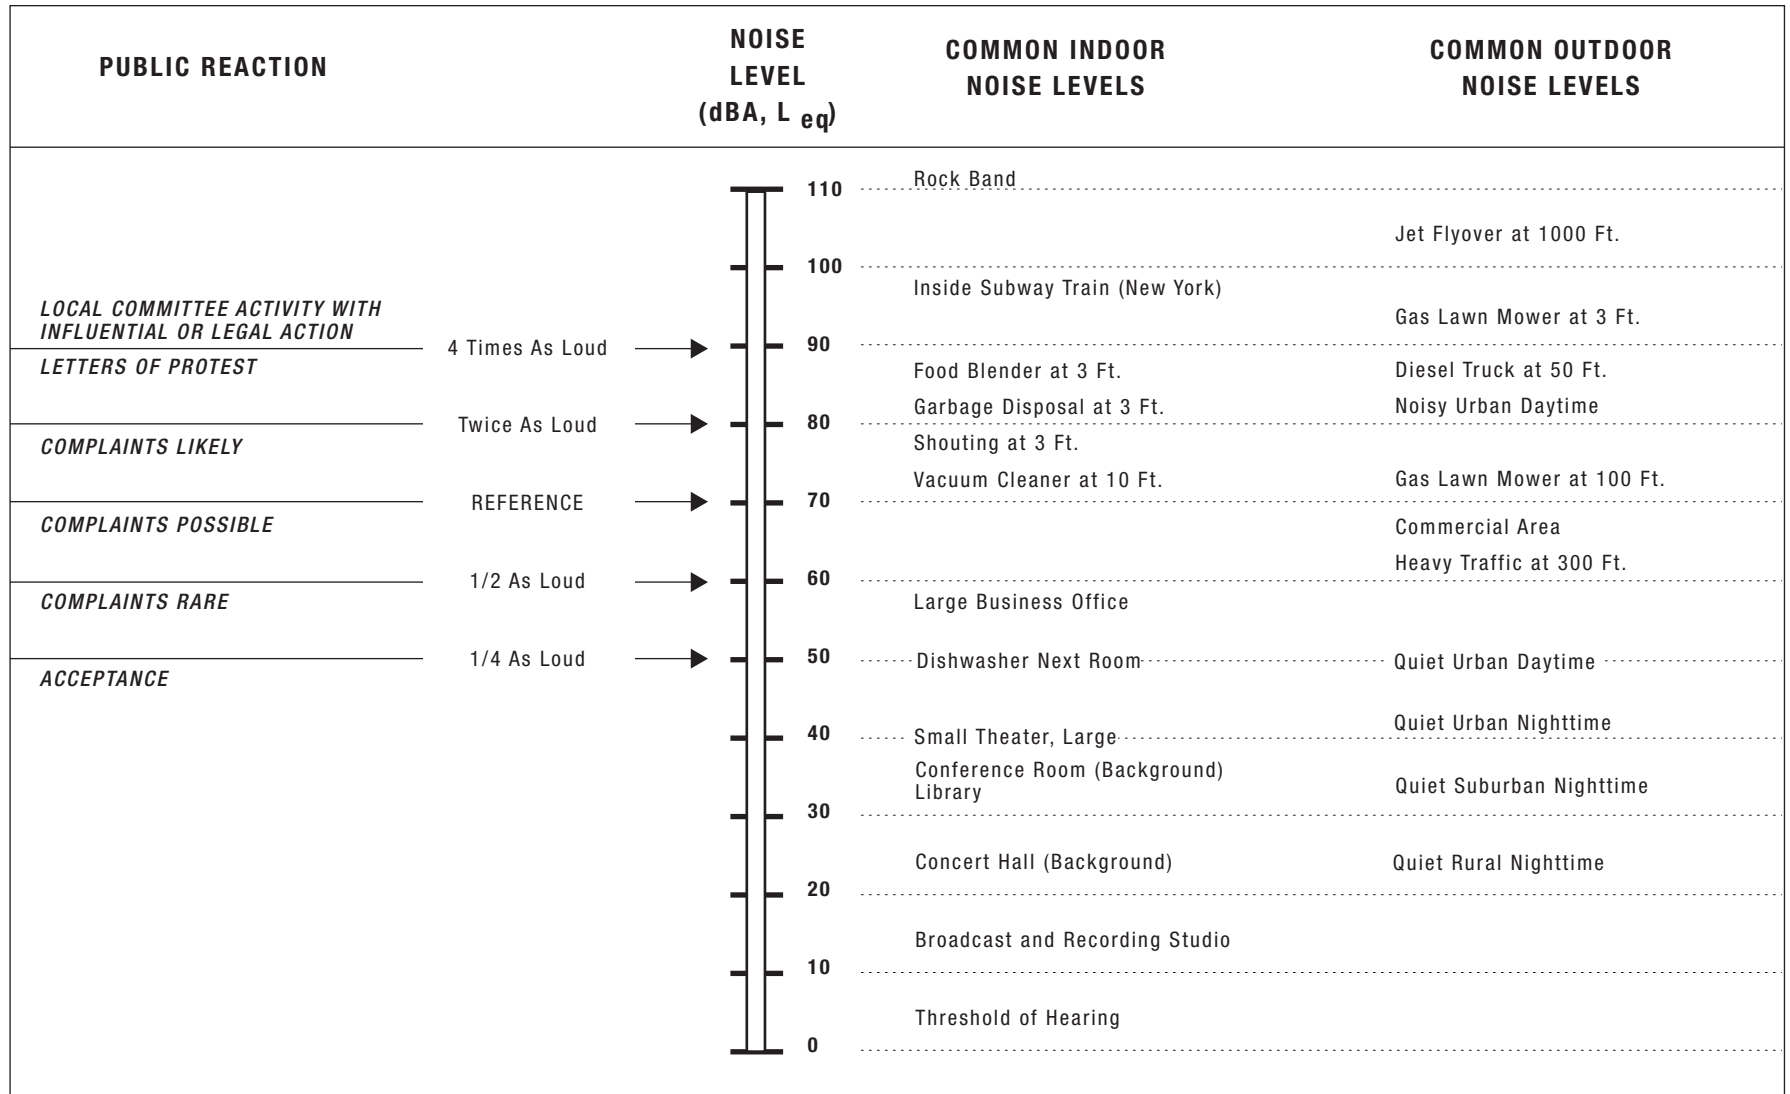 PUBLIC REACTION
NOISE
LEVEL
(dBA, L eq)
COMMON INDOOR
NOISE LEVELS
COMMON OUTDOOR
NOISE LEVELS
110
Rock Band
Jet Flyover at 1000 Ft.
100
Inside Subway Train (New York)
LOCAL COMMITTEE ACTIVITY WITH
INFLUENTIAL OR LEGAL ACTION
Gas Lawn Mower at 3 Ft.
4 Times As Loud
90
LETTERS OF PROTEST
Food Blender at 3 Ft.
Diesel Truck at 50 Ft.
Garbage Disposal at 3 Ft.
Noisy Urban Daytime
Twice As Loud
80
COMPLAINTS LIKELY
Shouting at 3 Ft.
Vacuum Cleaner at 10 Ft.
Gas Lawn Mower at 100 Ft.
REFERENCE
70
COMPLAINTS POSSIBLE
Commercial Area
Heavy Traffic at 300 Ft.
1/2 As Loud
60
COMPLAINTS RARE
Large Business Office
1/4 As Loud
50
Dishwasher Next Room
Quiet Urban Daytime
ACCEPTANCE
Quiet Urban Nighttime
40
Small Theater, Large
Conference Room (Background)
Library
Quiet Suburban Nighttime
30
Concert Hall (Background)
Quiet Rural Nighttime
20
Broadcast and Recording Studio
10
Threshold of Hearing
0